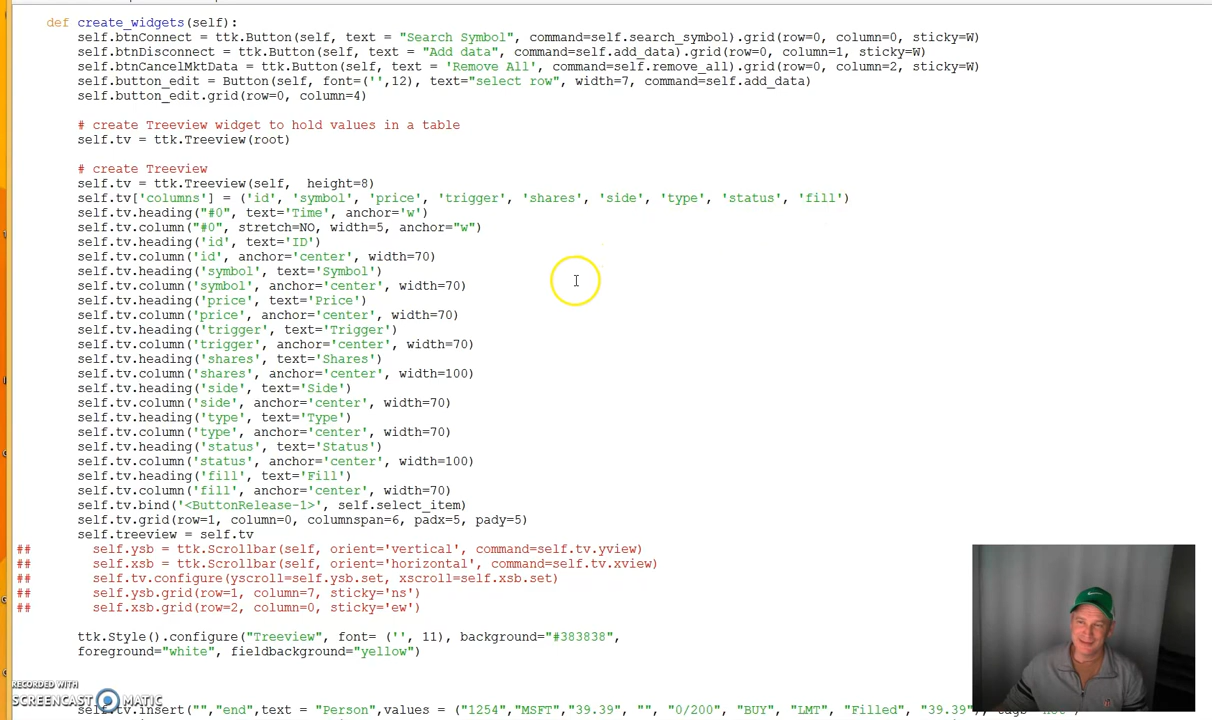 def create_widgets(self):
self.btnConnect = ttk.Button(self, text = "Search Symbol", command=self.search_symbol).grid(row=0, column=0, sticky=W)
self.btnDisconnect = ttk.Button(self, text = "Add data", command=self.add_data).grid(row=0, column=1, sticky=W)
self.btnCancelMktData = ttk.Button(self, text = 'Remove All', command=self.remove_all).grid(row=0, column=2, sticky=W)
self.button_edit = Button(self, font=('',12), text="select row", width=7, command=self.add_data)
self.button_edit.grid(row=0, column=4)
# create Treeview widget to hold values in a table
self.tv = ttk.Treeview(root)
# create Treeview
self.tv = ttk.Treeview(self,  height=8)
self.tv['columns'] = ('id', 'symbol', 'price', 'trigger', 'shares', 'side', 'type', 'status', 'fill')
self.tv.heading("#0", text='Time', anchor='w')
self.tv.column("#0", stretch=NO, width=5, anchor="w")
self.tv.heading('id', text='ID')
self.tv.column('id', anchor='center', width=70)
self.tv.heading('symbol', text='Symbol')
self.tv.column('symbol', anchor='center', width=70)
self.tv.heading('price', text='Price')
self.tv.column('price', anchor='center', width=70)
self.tv.heading('trigger', text='Trigger')
self.tv.column('trigger', anchor='center', width=70)
self.tv.heading('shares', text='Shares')
self.tv.column('shares', anchor='center', width=100)
self.tv.heading('side', text='Side')
self.tv.column('side', anchor='center', width=70)
self.tv.heading('type', text='Type')
self.tv.column('type', anchor='center', width=70)
self.tv.heading('status', text='Status')
self.tv.column('status', anchor='center', width=100)
self.tv.heading('fill', text='Fill')
self.tv.column('fill', anchor='center', width=70)
self.tv.bind('<ButtonRelease-1>', self.select_item)
self.tv.grid(row=1, column=0, columnspan=6, padx=5, pady=5)
self.treeview = self.tv
## self.ysb = ttk.Scrollbar(self, orient='vertical', command=self.tv.yview)
## self.xsb = ttk.Scrollbar(self, orient='horizontal', command=self.tv.xview)
## self.tv.configure(yscroll=self.ysb.set, xscroll=self.xsb.set)
## self.ysb.grid(row=1, column=7, sticky='ns')
## self.xsb.grid(row=2, column=0, sticky='ew')
ttk.Style().configure("Treeview", font= ('', 11), background="#383838",
foreground="white", fieldbackground="yellow")
RECORDED WITH
SCREENCAST MATIC
self.tv.insert("","end",text = "Person",values = ("1254","MSFT","39.39", "", "0/200", "BUY", "LMT", "Filled", "39.39"),